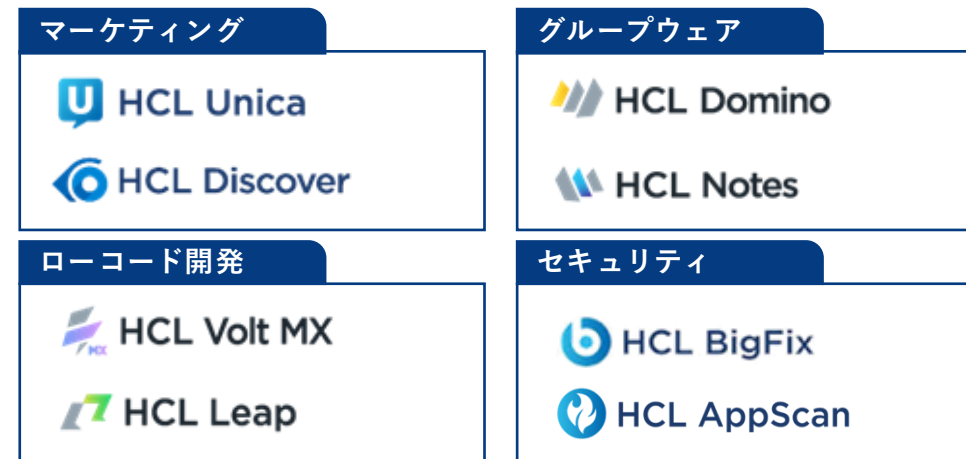 マーケティング
HCL Unica
HCL Discover
グループウェア
HCL Domino
HCL Notes
ローコード開発
HCL Volt MX
MX
HCL Leap
セキュリティ
HCL BigFix
HCL AppScan